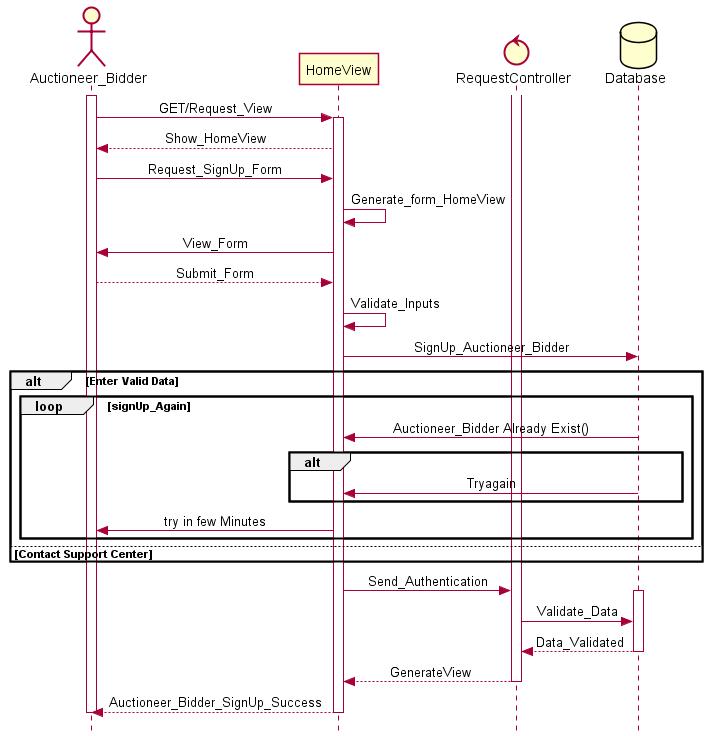 Auctioneer_Bidder
HomeView
RequestController
Database
GET/Request_View
Show_HomeView
Request_SignUp_Form
Generate_form_HomeView
View_Form
Submit_Form
Validate_Inputs
SignUp_Auctioneer_Bidder
alt [Enter Valid Data]
loop [signUp_Again]
Auctioneer_Bidder Already Exist()
alt
Tryagain
try in few Minutes
[Contact Support Center]
Send_Authentication
Validate_Data
Data_Validated
GenerateView
Auctioneer_Bidder_SignUp_Success